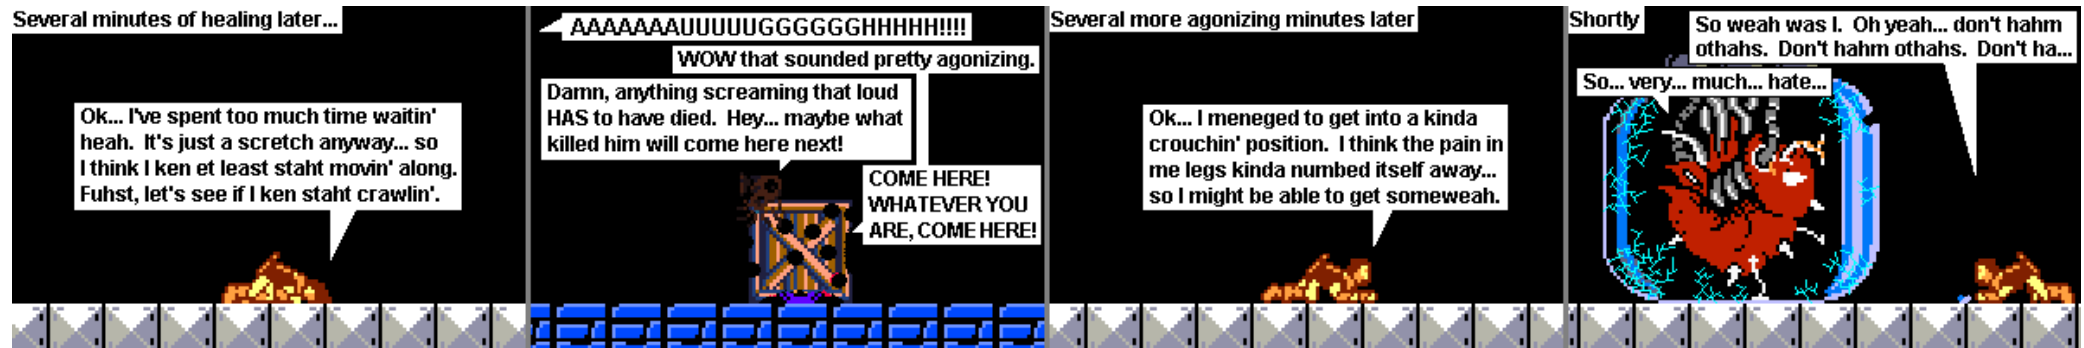 Several minutes of healing later...
Ok... I've spent too much time waitin'
heah. It's just a scretch anyway... so
I think I ken et least staht movin' along.
Fuhst, let's see if I ken staht crawlin'.
AAAAAAAUUUUUGGGGGGHHHHH!!!!
WOW that sounded pretty agonizing.
Damn, anything screaming that loud
HAS to have died. Hey... maybe what
killed him will come here next!
COME HERE!
WHATEVER YOU
ARE, COME HERE!
Several more agonizing minutes later
Ok... I meneged to get into a kinda
crouchin' position. I think the pain in
me legs kinda numbed itself away...
so I might be able to get someweah.
Shortly
So weah was I. Oh yeah... don't hahm
othahs. Don't hahm othahs. Don't ha...
So... very... much... hate...